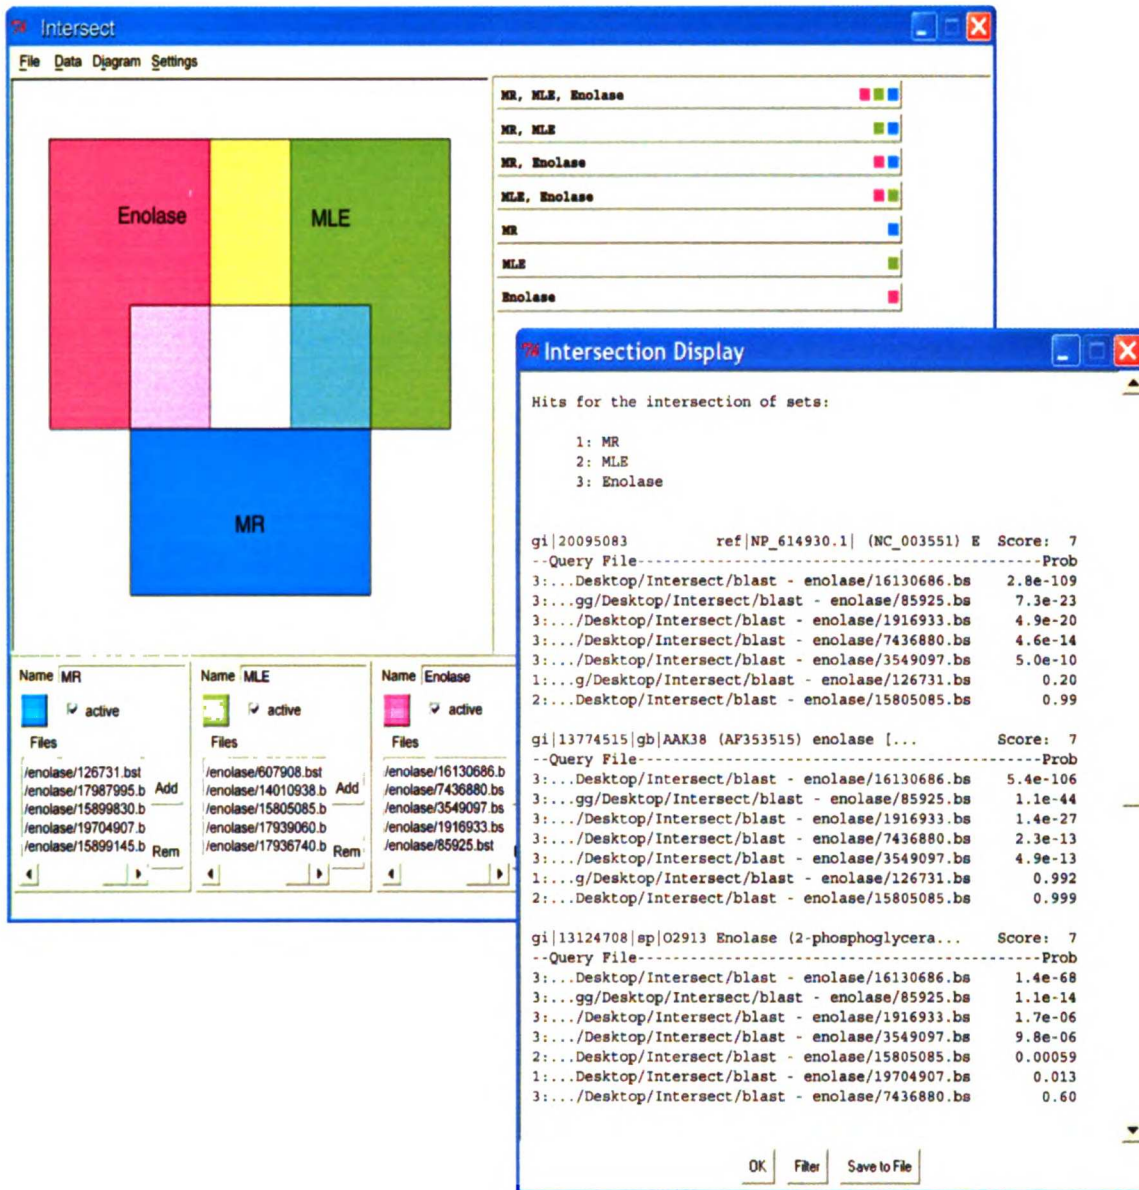 Intersect
File Data Diagram Settings
MR, MLE, Enolase
MR, MLE
MR, Enolase
MLE, Enolase
MR
MLE
Enolase
Enolase
MLE
MR
Name MR
active
Files
/enolase/126731.bst
/enolase/17987995.b
/enolase/15899830.b
/enolase/19704907.b
/enolase/15899145.b
Add
Rem
Name MLE
active
Files
/enolase/607908.bst
/enolase/14010938.b
/enolase/15805085.b
/enolase/17939060.b
/enolase/17936740.b
Add
Rem
Name Enolase
active
Files
/enolase/16130686.b
/enolase/7436880.bs
/enolase/3549097.bs
/enolase/1916933.bs
/enolase/85925.bst
Intersection Display
Hits for the intersection of sets:
1: MR
2: MLE
3: Enolase
gi|20095083 ref|NP_614930.1| (NC_003551) E Score: 7
--Query File---------------------------------------------Prob
3:...Desktop/Intersect/blast - enolase/16130686.bs 2.8e-109
3:...gg/Desktop/Intersect/blast - enolase/85925.bs 7.3e-23
3:.../Desktop/Intersect/blast - enolase/1916933.bs 4.9e-20
3:.../Desktop/Intersect/blast - enolase/7436880.bs 4.6e-14
3:.../Desktop/Intersect/blast - enolase/3549097.bs 5.0e-10
1:...g/Desktop/Intersect/blast - enolase/126731.bs 0.20
2:...Desktop/Intersect/blast - enolase/15805085.bs 0.99
gi|13774515|gb|AAK38 (AF353515) enolase [... Score: 7
--Query File---------------------------------------------Prob
3:...Desktop/Intersect/blast - enolase/16130686.bs 5.4e-106
3:...gg/Desktop/Intersect/blast - enolase/85925.bs 1.1e-44
3:.../Desktop/Intersect/blast - enolase/1916933.bs 1.4e-27
3:.../Desktop/Intersect/blast - enolase/7436880.bs 2.3e-13
3:.../Desktop/Intersect/blast - enolase/3549097.bs 4.9e-13
1:...g/Desktop/Intersect/blast - enolase/126731.bs 0.992
2:...Desktop/Intersect/blast - enolase/15805085.bs 0.999
gi|13124708|sp|O2913 Enolase (2-phosphoglycera... Score: 7
--Query File---------------------------------------------Prob
3:...Desktop/Intersect/blast - enolase/16130686.bs 1.4e-68
3:...gg/Desktop/Intersect/blast - enolase/85925.bs 1.1e-14
3:.../Desktop/Intersect/blast - enolase/1916933.bs 1.7e-06
3:.../Desktop/Intersect/blast - enolase/3549097.bs 9.8e-06
2:...Desktop/Intersect/blast - enolase/15805085.bs 0.00059
1:...Desktop/Intersect/blast - enolase/19704907.bs 0.013
3:.../Desktop/Intersect/blast - enolase/7436880.bs 0.60
OK Filter Save to File